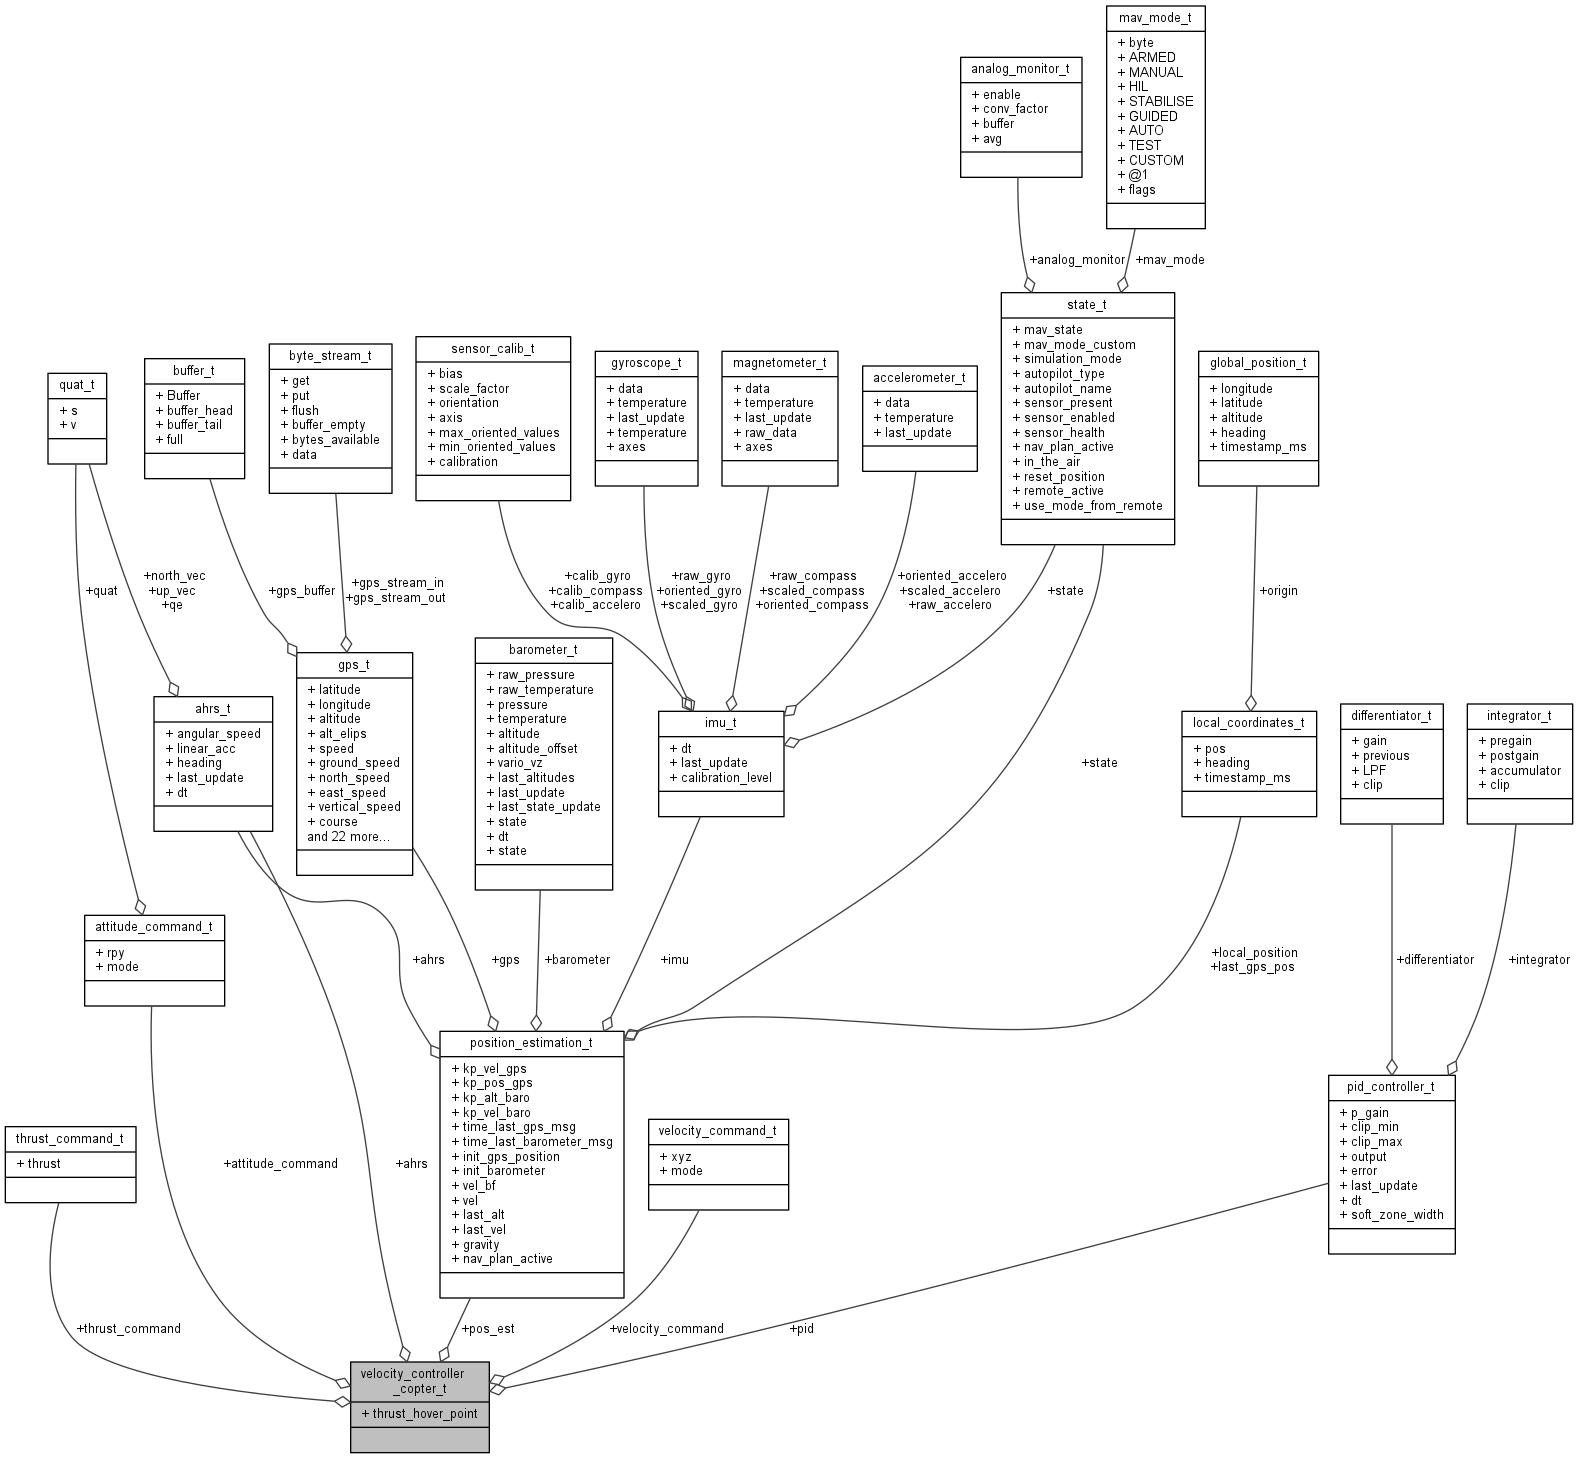 mav_mode_t
+ byte
+ ARMED
+ MANUAL
+ HIL
+ STABILISE
+ GUIDED
+ AUTO
+ TEST
+ CUSTOM
+ @1
+ flags
analog_monitor_t
+ enable
+ conv_factor
+ buffer
+ avg
+analog_monitor
+mav_mode
state_t
+ mav_state
+ mav_mode_custom
+ simulation_mode
+ autopilot_type
+ autopilot_name
+ sensor_present
+ sensor_enabled
+ sensor_health
+ nav_plan_active
+ in_the_air
+ reset_position
+ remote_active
+ use_mode_from_remote
quat_t
+ s
+ v
buffer_t
+ Buffer
+ buffer_head
+ buffer_tail
+ full
byte_stream_t
+ get
+ put
+ flush
+ buffer_empty
+ bytes_available
+ data
sensor_calib_t
+ bias
+ scale_factor
+ orientation
+ axis
+ max_oriented_values
+ min_oriented_values
+ calibration
gyroscope_t
+ data
+ temperature
+ last_update
+ temperature
+ axes
magnetometer_t
+ data
+ temperature
+ last_update
+ raw_data
+ axes
accelerometer_t
+ data
+ temperature
+ last_update
global_position_t
+ longitude
+ latitude
+ altitude
+ heading
+ timestamp_ms
+quat
+north_vec
+up_vec
+qe
+gps_buffer
+gps_stream_in
+gps_stream_out
+calib_gyro
+calib_compass
+calib_accelero
+raw_gyro
+oriented_gyro
+scaled_gyro
+raw_compass
+scaled_compass
+oriented_compass
+oriented_accelero
+scaled_accelero
+raw_accelero
+state
+origin
ahrs_t
+ angular_speed
+ linear_acc
+ heading
+ last_update
+ dt
gps_t
+ latitude
+ longitude
+ altitude
+ alt_elips
+ speed
+ ground_speed
+ north_speed
+ east_speed
+ vertical_speed
+ course
and 22 more...
barometer_t
+ raw_pressure
+ raw_temperature
+ pressure
+ temperature
+ altitude
+ altitude_offset
+ vario_vz
+ last_altitudes
+ last_update
+ last_state_update
+ state
+ dt
+ state
imu_t
+ dt
+ last_update
+ calibration_level
+state
local_coordinates_t
+ pos
+ heading
+ timestamp_ms
differentiator_t
+ gain
+ previous
+ LPF
+ clip
integrator_t
+ pregain
+ postgain
+ accumulator
+ clip
attitude_command_t
+ rpy
+ mode
+ahrs
+gps
+barometer
+imu
+local_position
+last_gps_pos
+differentiator
+integrator
position_estimation_t
+ kp_vel_gps
+ kp_pos_gps
+ kp_alt_baro
+ kp_vel_baro
+ time_last_gps_msg
+ time_last_barometer_msg
+ init_gps_position
+ init_barometer
+ vel_bf
+ vel
+ last_alt
+ last_vel
+ gravity
+ nav_plan_active
thrust_command_t
+ thrust
+attitude_command
+ahrs
velocity_command_t
+ xyz
+ mode
pid_controller_t
+ p_gain
+ clip_min
+ clip_max
+ output
+ error
+ last_update
+ dt
+ soft_zone_width
+thrust_command
+pos_est
+velocity_command
+pid
velocity_controller
_copter_t
+ thrust_hover_point